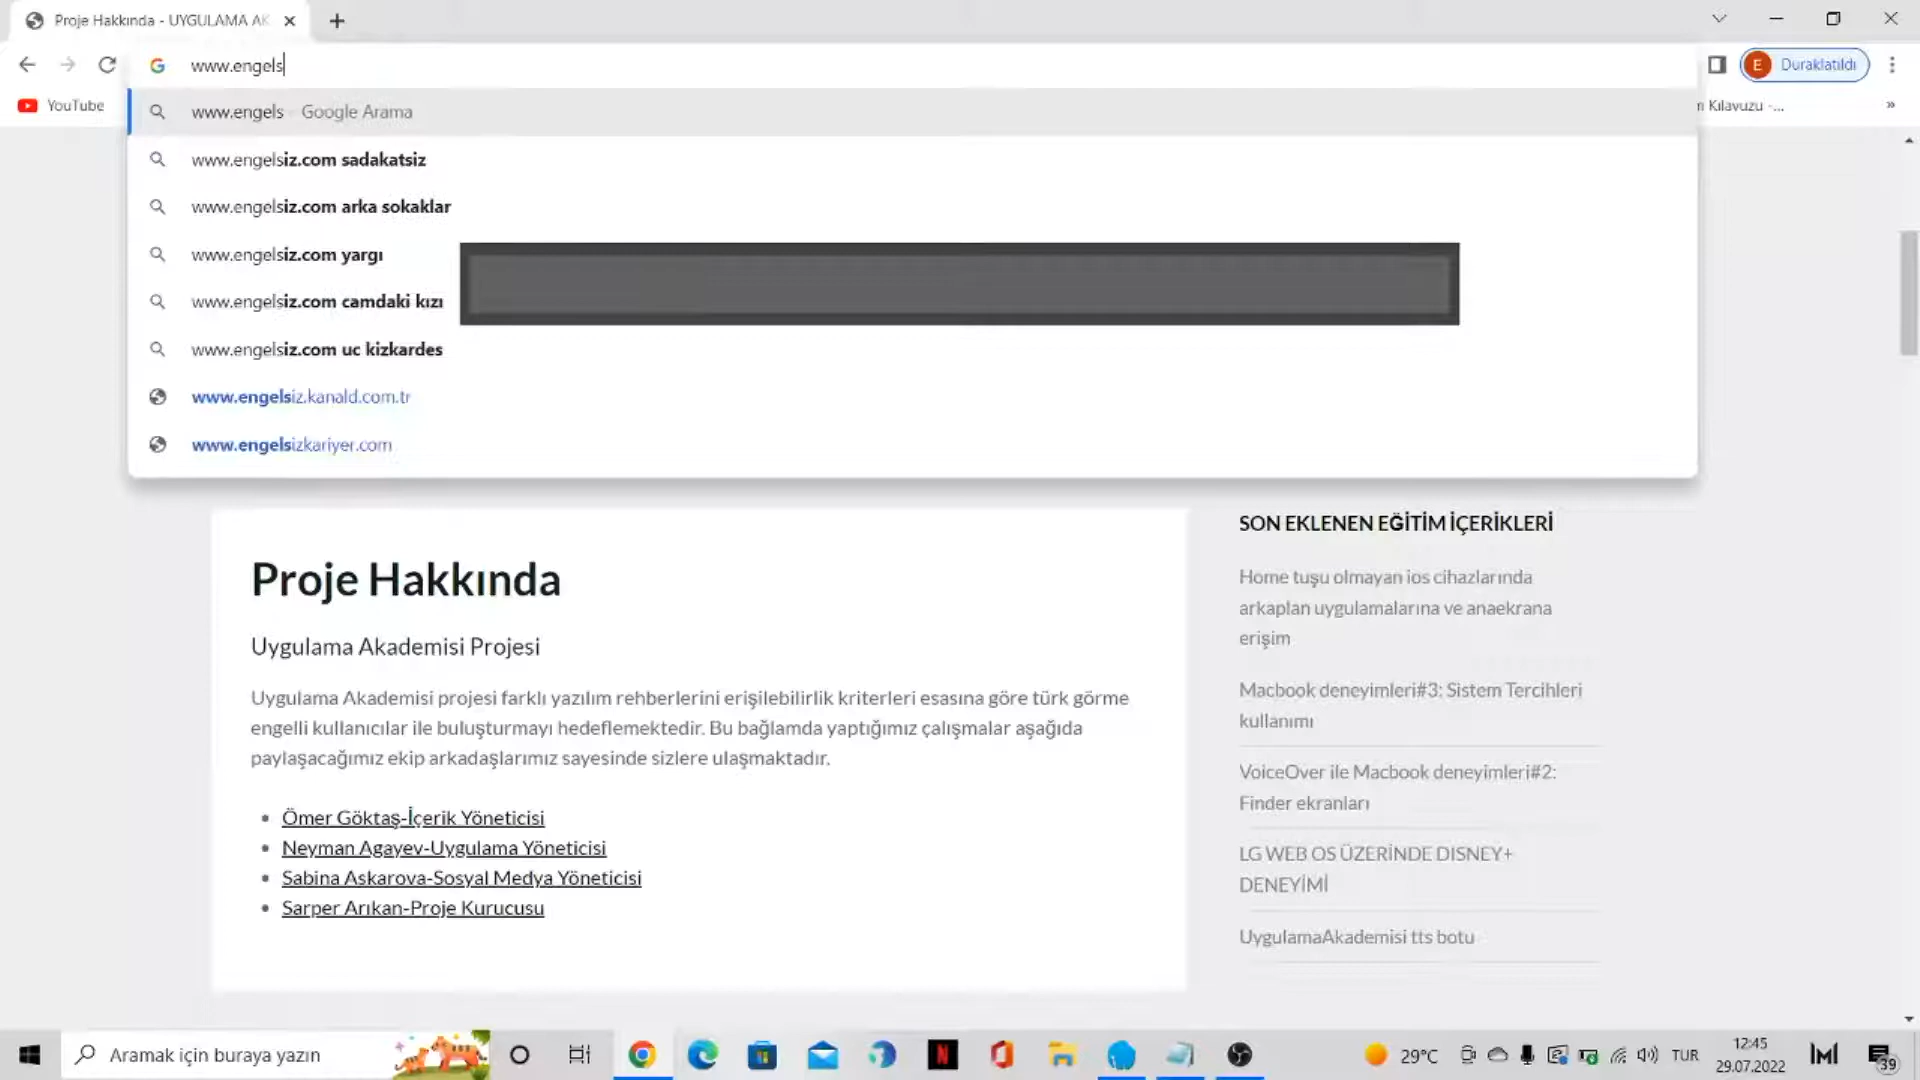 Proje Hakkında - UYGULAMA AK
www.engels
E Duraklatıldı
YouTube
n Kılavuzu -...
www.engels - Google Arama
www.engelsiz.com sadakatsiz
www.engelsiz.com arka sokaklar
www.engelsiz.com yargı
www.engelsiz.com camdaki kızı
www.engelsiz.com uc kizkardes
www.engelsiz.kanald.com.tr
www.engelsizkariyer.com
Proje Hakkında
Uygulama Akademisi Projesi
Uygulama Akademisi projesi farklı yazılım rehberlerini erişilebilirlik kriterleri esasına göre türk görme
engelli kullanıcılar ile buluşturmayı hedeflemektedir. Bu bağlamda yaptığımız çalışmalar aşağıda
paylaşacağımız ekip arkadaşlarımız sayesinde sizlere ulaşmaktadır.
Ömer Göktaş-İçerik Yöneticisi
Neyman Agayev-Uygulama Yöneticisi
Sabina Askarova-Sosyal Medya Yöneticisi
Sarper Arıkan-Proje Kurucusu
SON EKLENEN EĞİTİM İÇERİKLERİ
Home tuşu olmayan ios cihazlarında
arkaplan uygulamalarına ve anaekrana
erişim
Macbook deneyimleri#3: Sistem Tercihleri
kullanımı
VoiceOver ile Macbook deneyimleri#2:
Finder ekranları
LG WEB OS ÜZERİNDE DISNEY+
DENEYİMİ
UygulamaAkademisi tts botu
Aramak için buraya yazın
29°C
TUR
12:45
29.07.2022
39